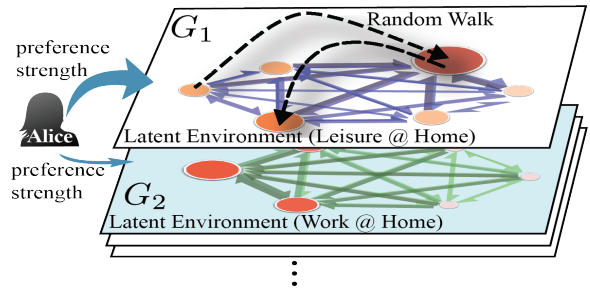 G1
Random Walk
preference
strength
Alice
Latent Environment (Leisure @ Home)
preference
strength
G2
Latent Environment (Work @ Home)